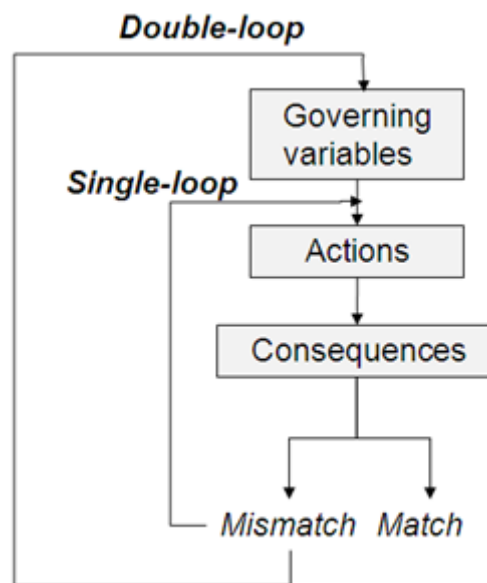 Double-loop
Governing
variables
Single-loop
Actions
Consequences
Mismatch Match